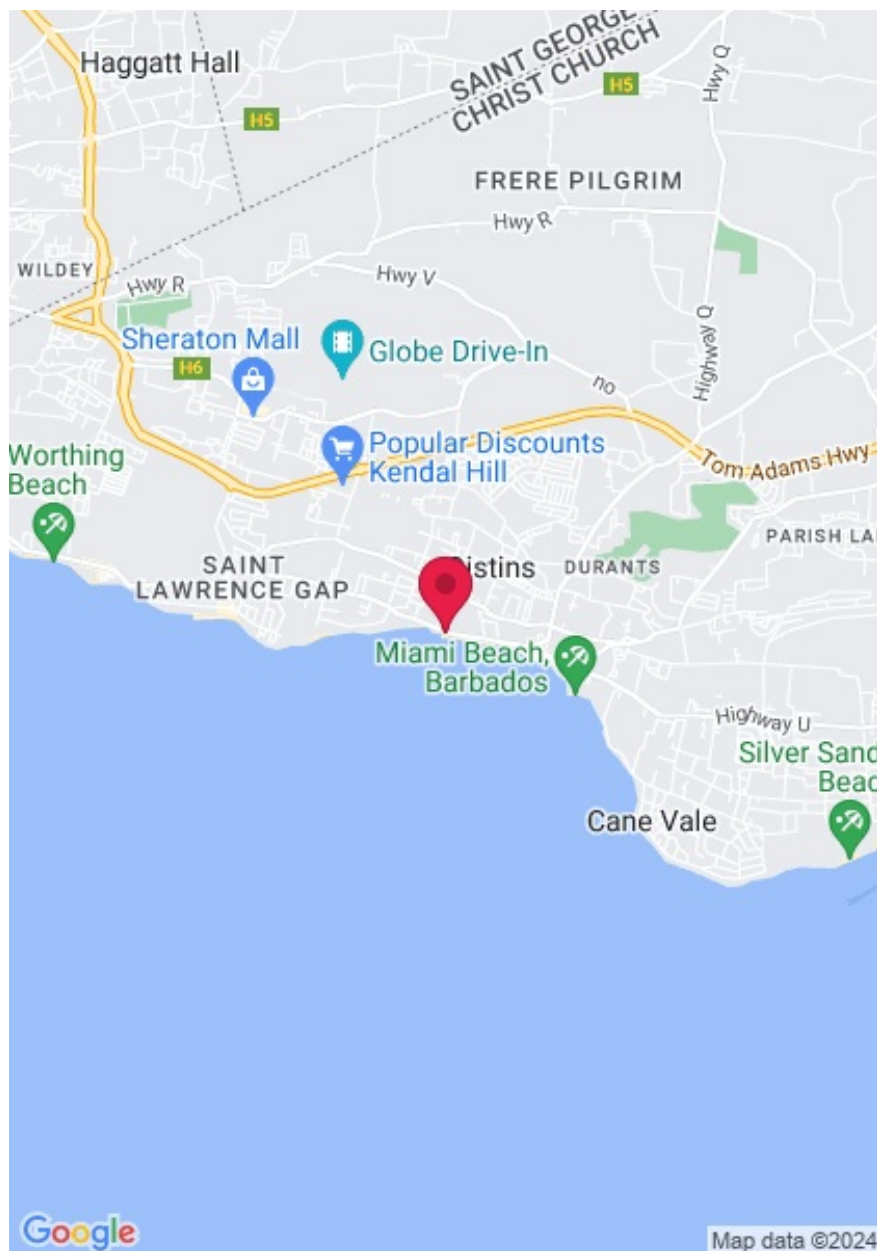 Haggatt Hall
SAINT GEORGE
CHRIST CHURCH
H5
H5
Hwy Q
FRERE PILGRIM
Hwy R
WILDEY
Hwy R
Hwy V
Sheraton Mall
Globe Drive-In
H6
Highway Q
no
Popular Discounts
Kendal Hill
Worthing
Beach
Tom Adams Hwy
PARISH LA
SAINT
LAWRENCE GAP
istins
DURANTS
Miami Beach,
Barbados
Highway U
Silver Sand
Beac
Cane Vale
Google
Map data ©2024